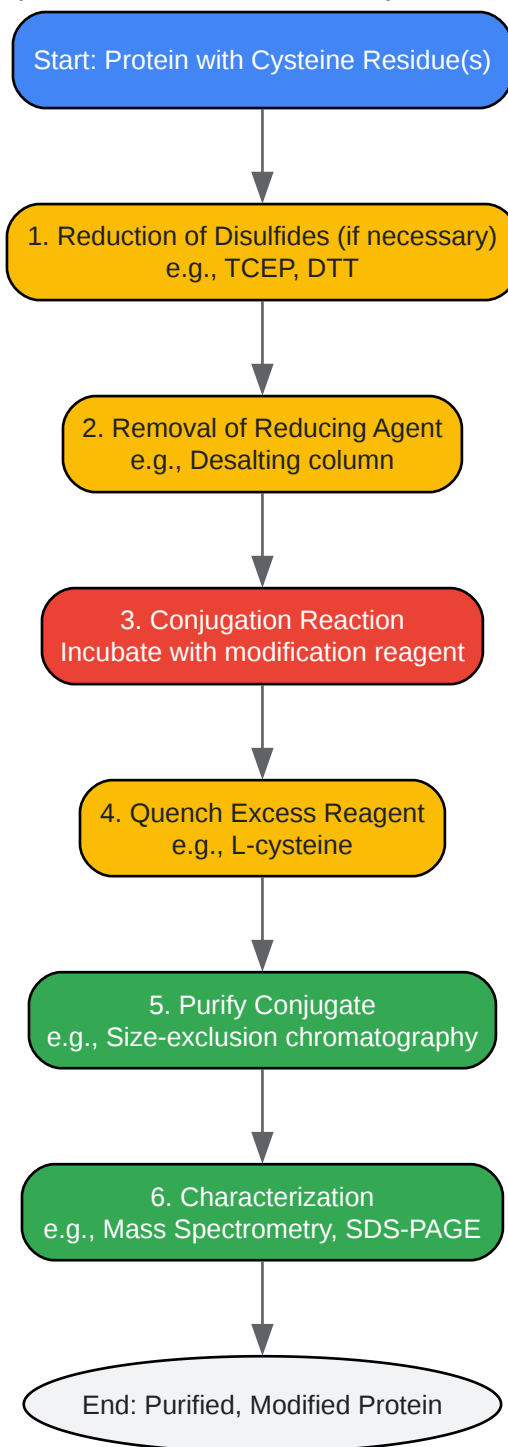 Start: Protein with Cysteine Residue(s)
1. Reduction of Disulfides (if necessary)
e.g., TCEP, DTT
2. Removal of Reducing Agent
e.g., Desalting column
3. Conjugation Reaction
Incubate with modification reagent
4. Quench Excess Reagent
e.g., L-cysteine
5. Purify Conjugate
e.g., Size-exclusion chromatography
6. Characterization
e.g., Mass Spectrometry, SDS-PAGE
End: Purified, Modified Protein